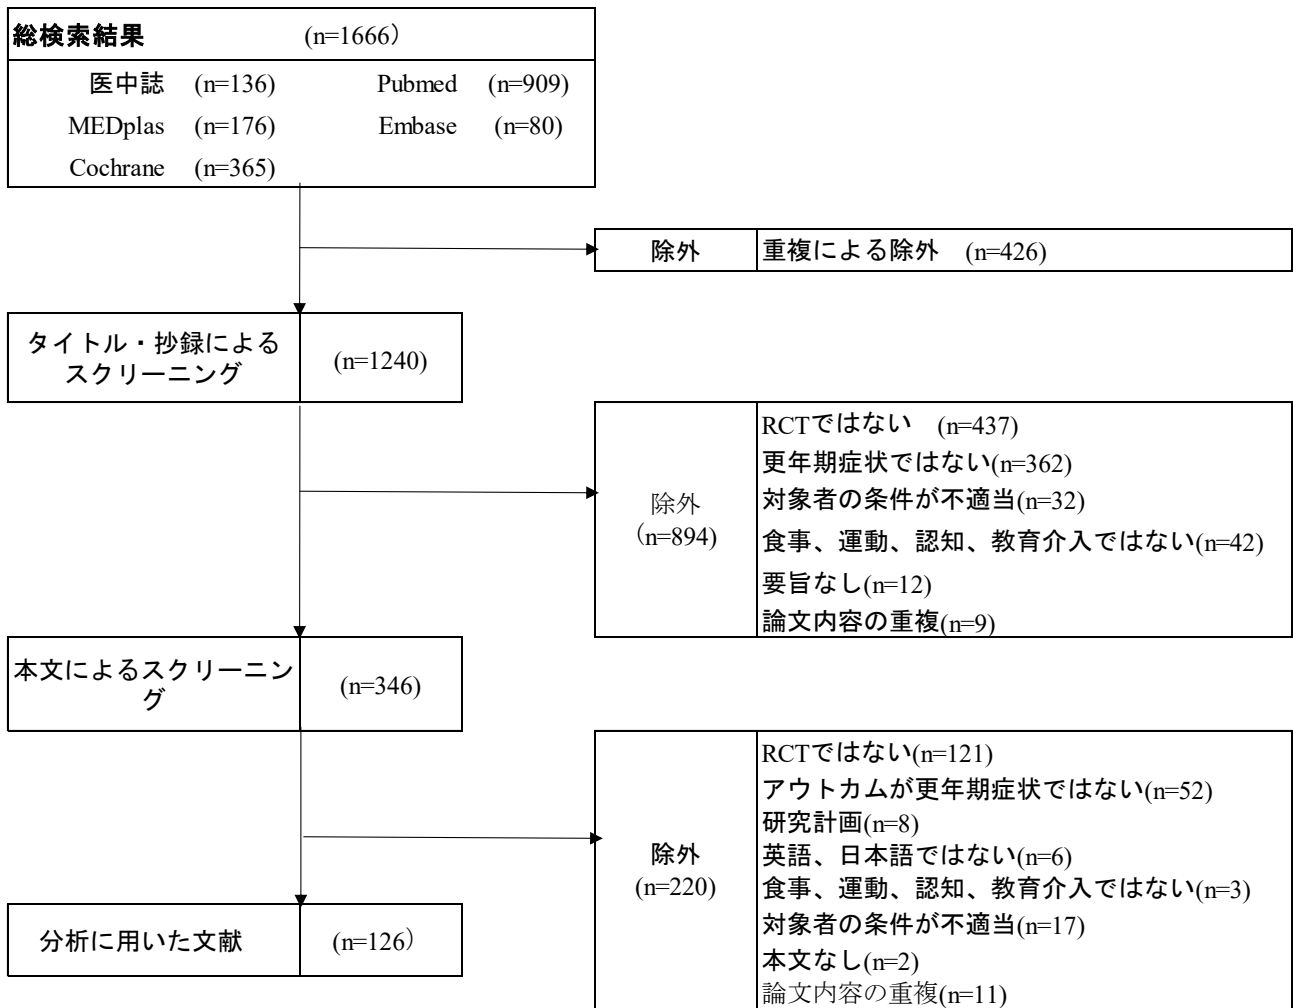 総検索結果 (n=1666)
医中誌 (n=136) Pubmed (n=909)
MEDplas (n=176) Embase (n=80)
Cochrane (n=365)
除外 重複による除外 (n=426)
タイトル・抄録による
スクリーニング
(n=1240)
除外
(n=894)
RCTではない (n=437)
更年期症状ではない(n=362)
対象者の条件が不適当(n=32)
食事、運動、認知、教育介入ではない(n=42)
要旨なし(n=12)
論文内容の重複(n=9)
本文によるスクリーニン
グ
(n=346)
除外
(n=220)
RCTではない(n=121)
アウトカムが更年期症状ではない(n=52)
研究計画(n=8)
英語、日本語ではない(n=6)
食事、運動、認知、教育介入ではない(n=3)
対象者の条件が不適当(n=17)
本文なし(n=2)
論文内容の重複(n=11)
分析に用いた文献 (n=126)